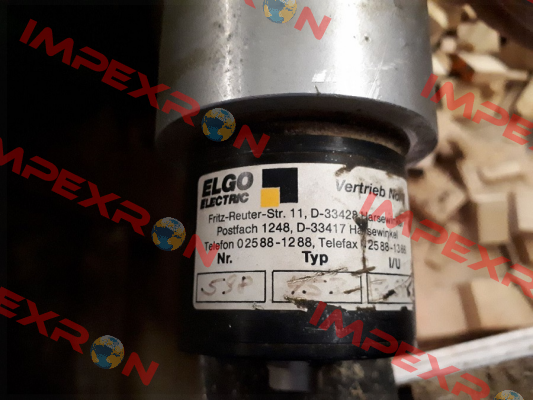 IMPEXRON
ELGO
ELECTRIC
Vertrieb
Fritz-Reuter-Str. 11, D-33428 Harsewinkel
Postfach 1248, D-33417 Harsewinkel
Telefon 02588-1288, Telefax 02588-1388
Nr. Typ I/U